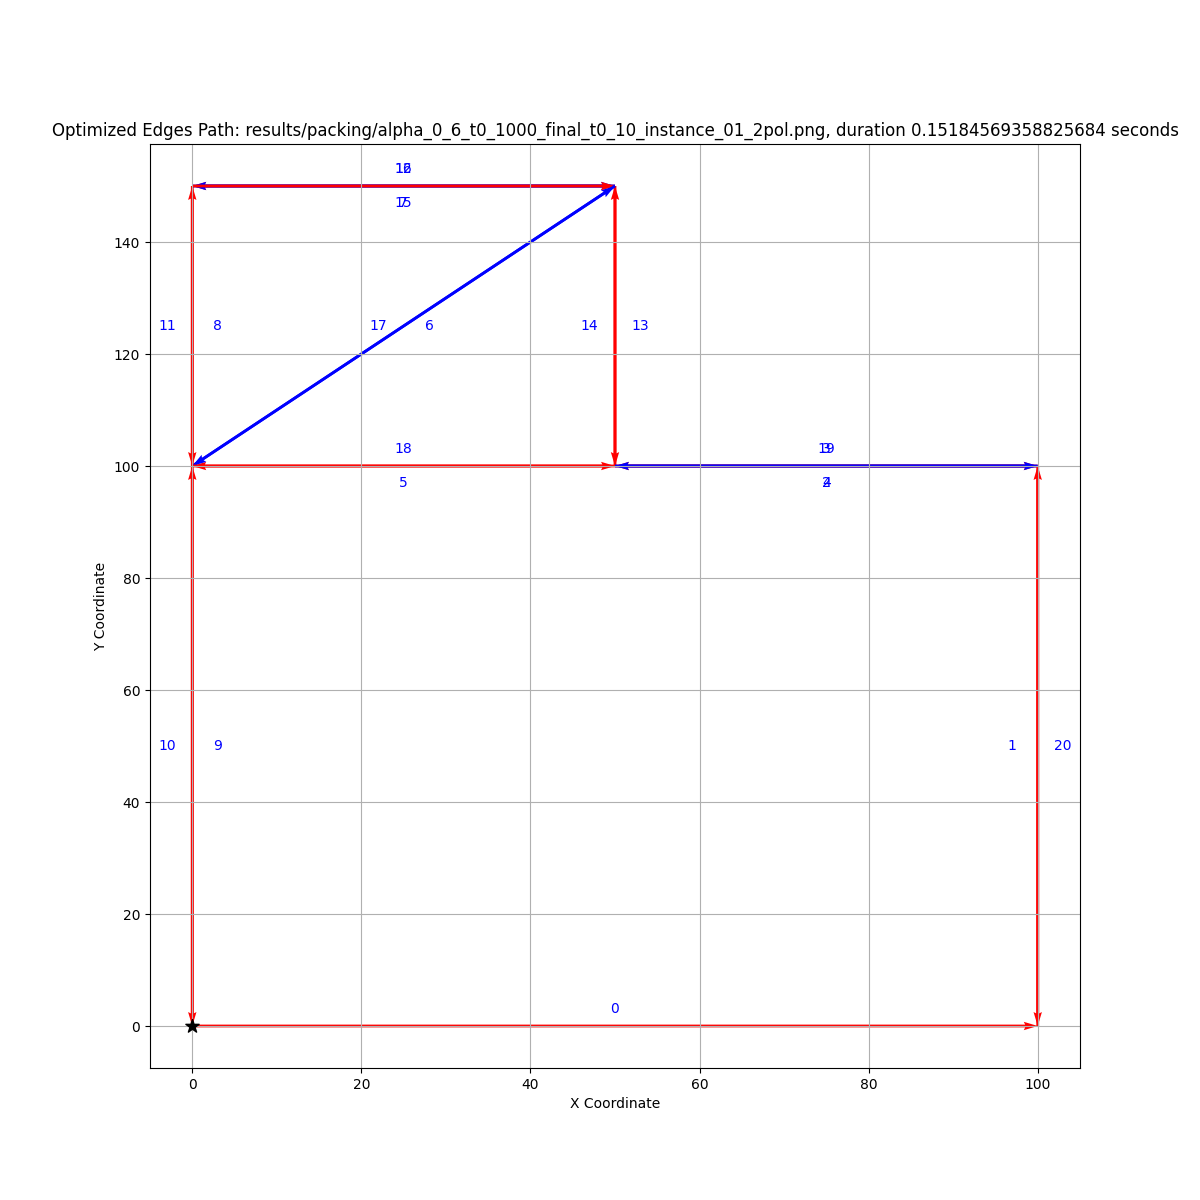 Optimized Edges Path: results/packing/alpha_0_6_t0_1000_final_t0_10_instance_01_2pol.png, duration 0.15184569358825684 seconds
15
140
11 8 17 6 14 13
120
18 19
100
5
80
Y Coordinate
60
10 9 1 20
40
20
0
0
0 20 40 60 80 100
X Coordinate